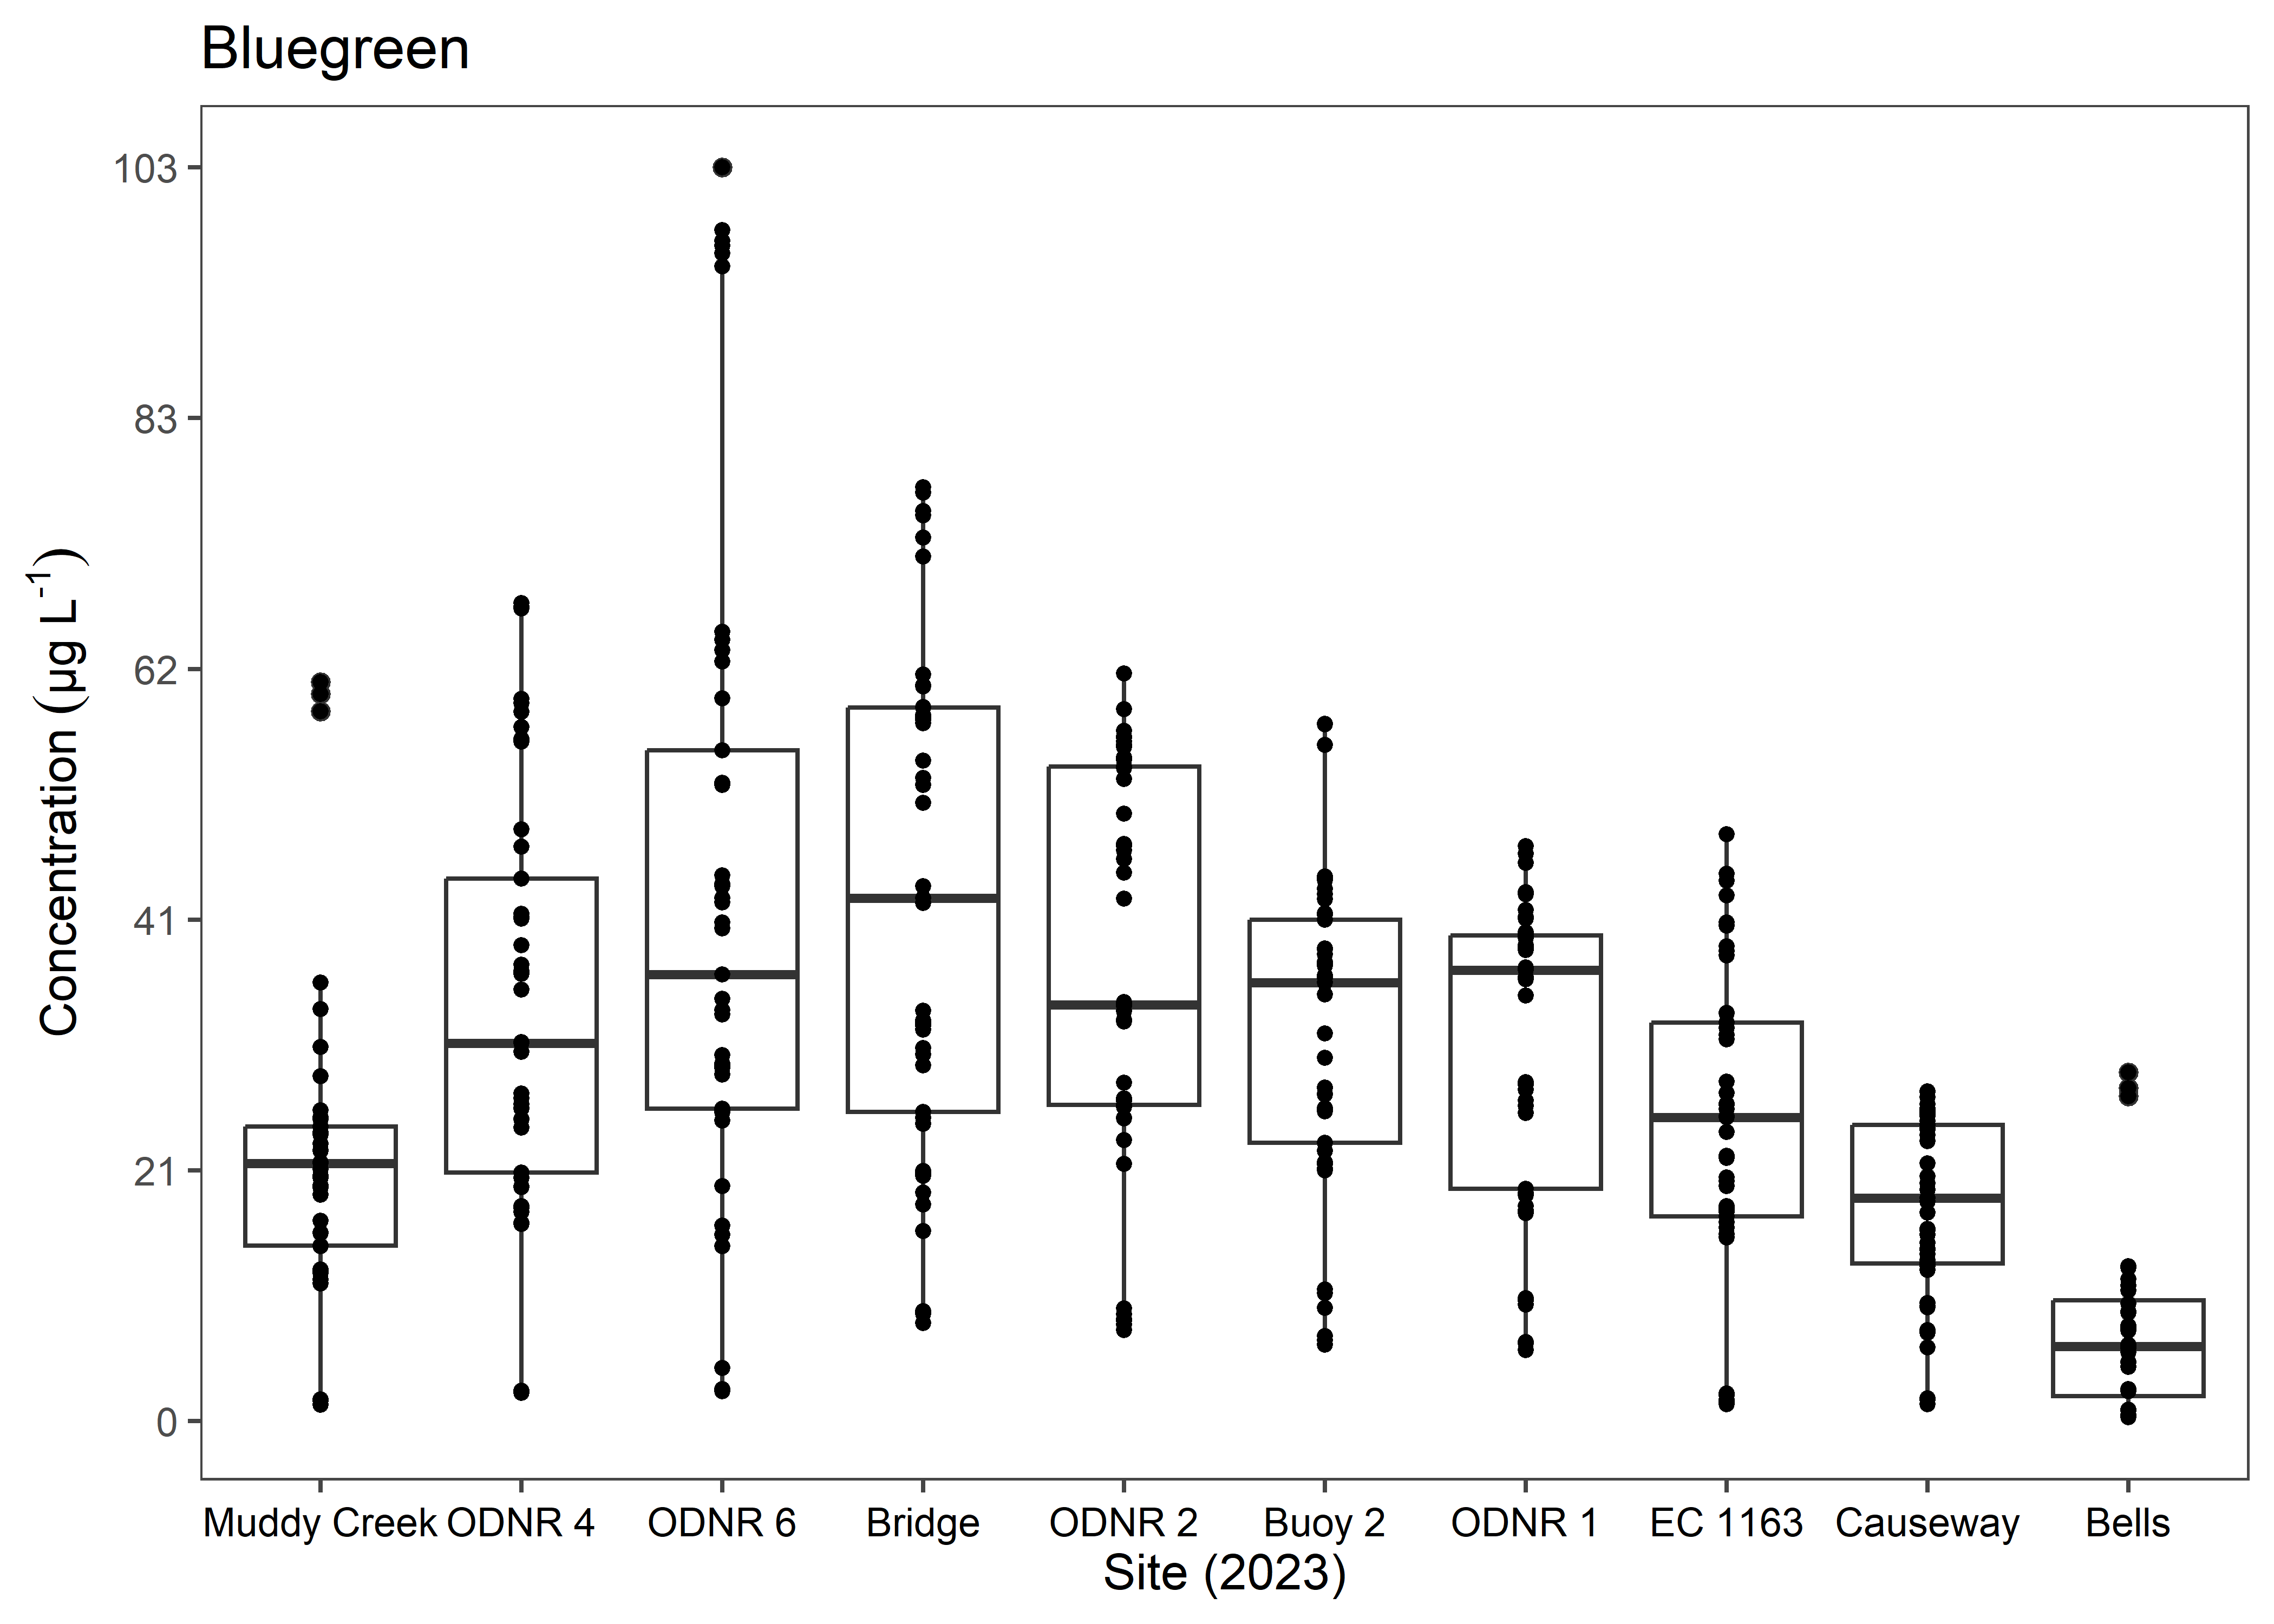 Bluegreen
103
83
62
41
21
0
Concentration (µg L⁻¹)
Muddy Creek ODNR 4 ODNR 6 Bridge ODNR 2 Buoy 2 ODNR 1 EC 1163 Causeway Bells
Site (2023)